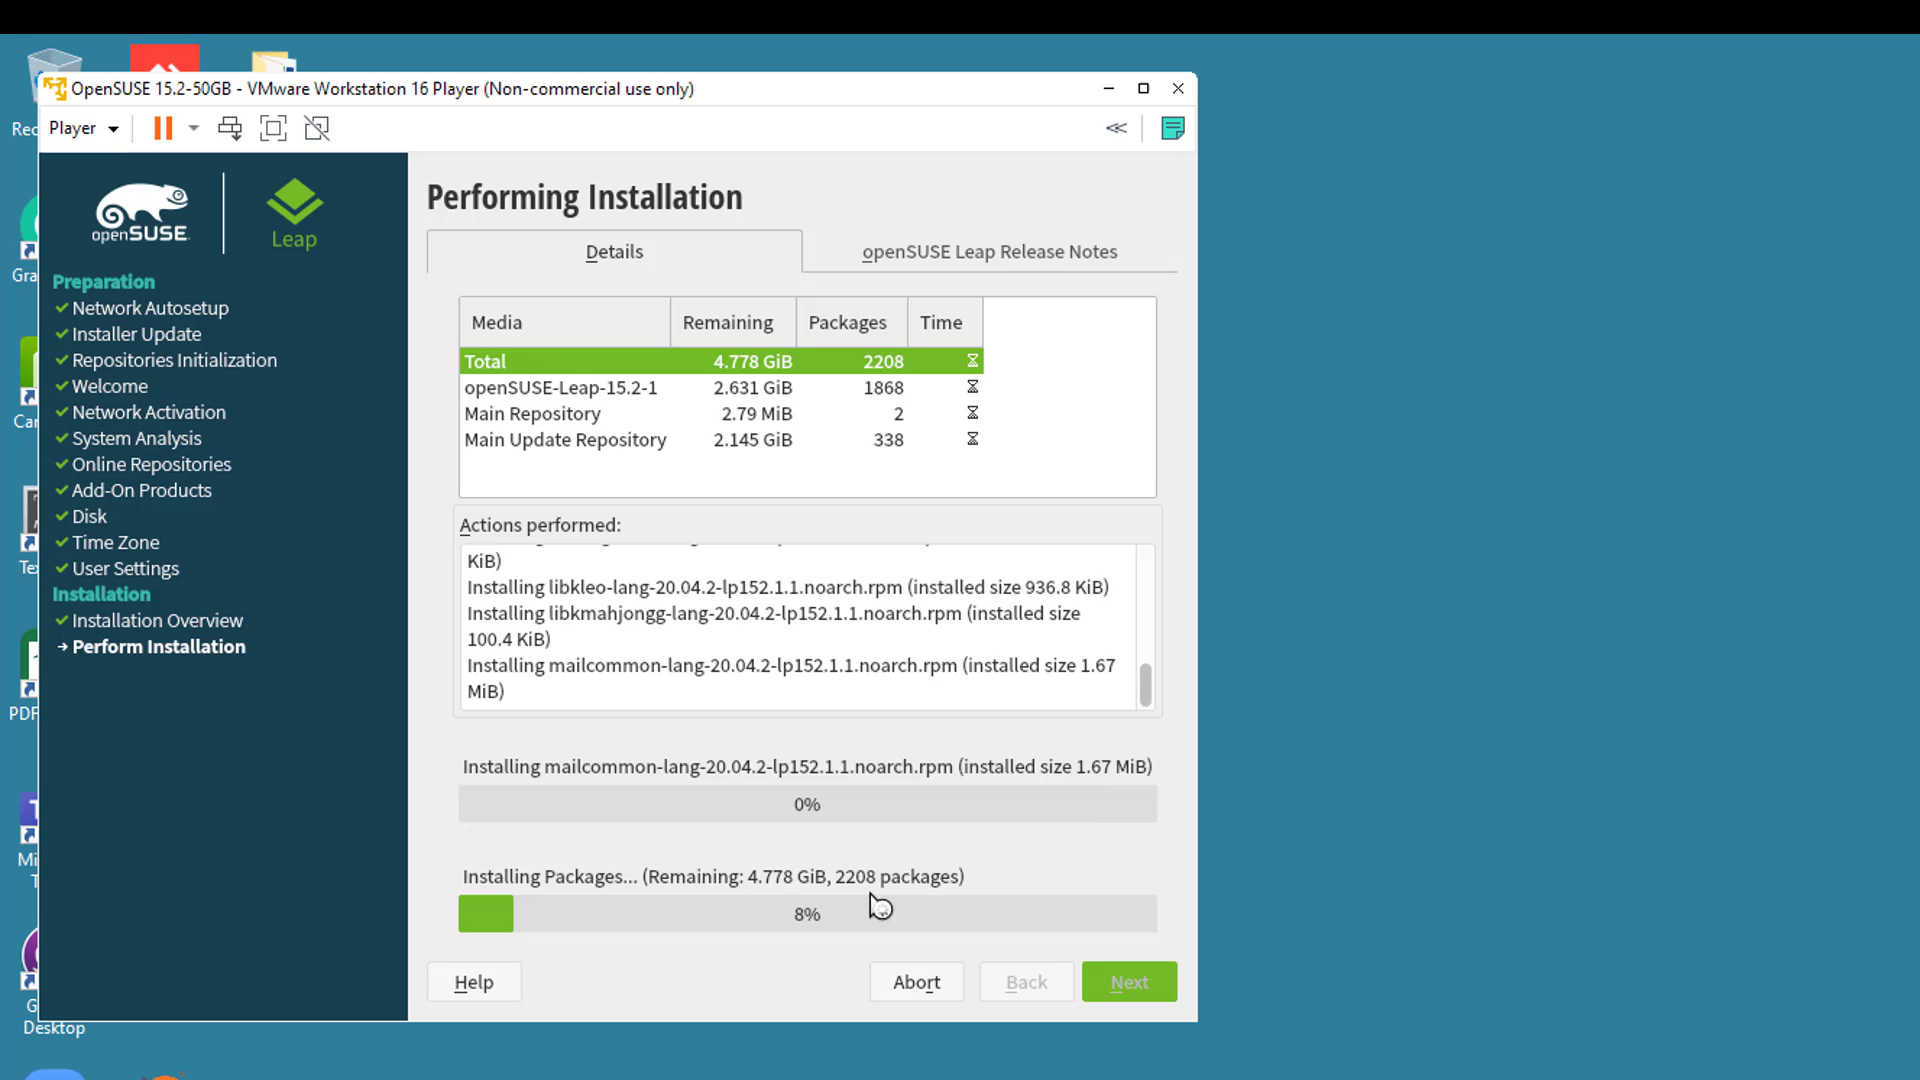 OpenSUSE 15.2-50GB - VMware Workstation 16 Player (Non-commercial use only)
Player
openSUSE
Leap
Preparation
Network Autosetup
Installer Update
Repositories Initialization
Welcome
Network Activation
System Analysis
Online Repositories
Add-On Products
Disk
Time Zone
User Settings
Installation
Installation Overview
Perform Installation
Performing Installation
Details
openSUSE Leap Release Notes
Media Remaining Packages Time
Total 4.778 GiB 2208
openSUSE-Leap-15.2-1 2.631 GiB 1868
Main Repository 2.79 MiB 2
Main Update Repository 2.145 GiB 338
Actions performed:
KiB)
Installing libkleo-lang-20.04.2-lp152.1.1.noarch.rpm (installed size 936.8 KiB)
Installing libkmahjongg-lang-20.04.2-lp152.1.1.noarch.rpm (installed size
100.4 KiB)
Installing mailcommon-lang-20.04.2-lp152.1.1.noarch.rpm (installed size 1.67
MiB)
Installing mailcommon-lang-20.04.2-lp152.1.1.noarch.rpm (installed size 1.67 MiB)
0%
Installing Packages... (Remaining: 4.778 GiB, 2208 packages)
8%
Help
Abort
Back
Next
Rec
Gra
Car
Tex
PDF
Mi
T
G
Desktop